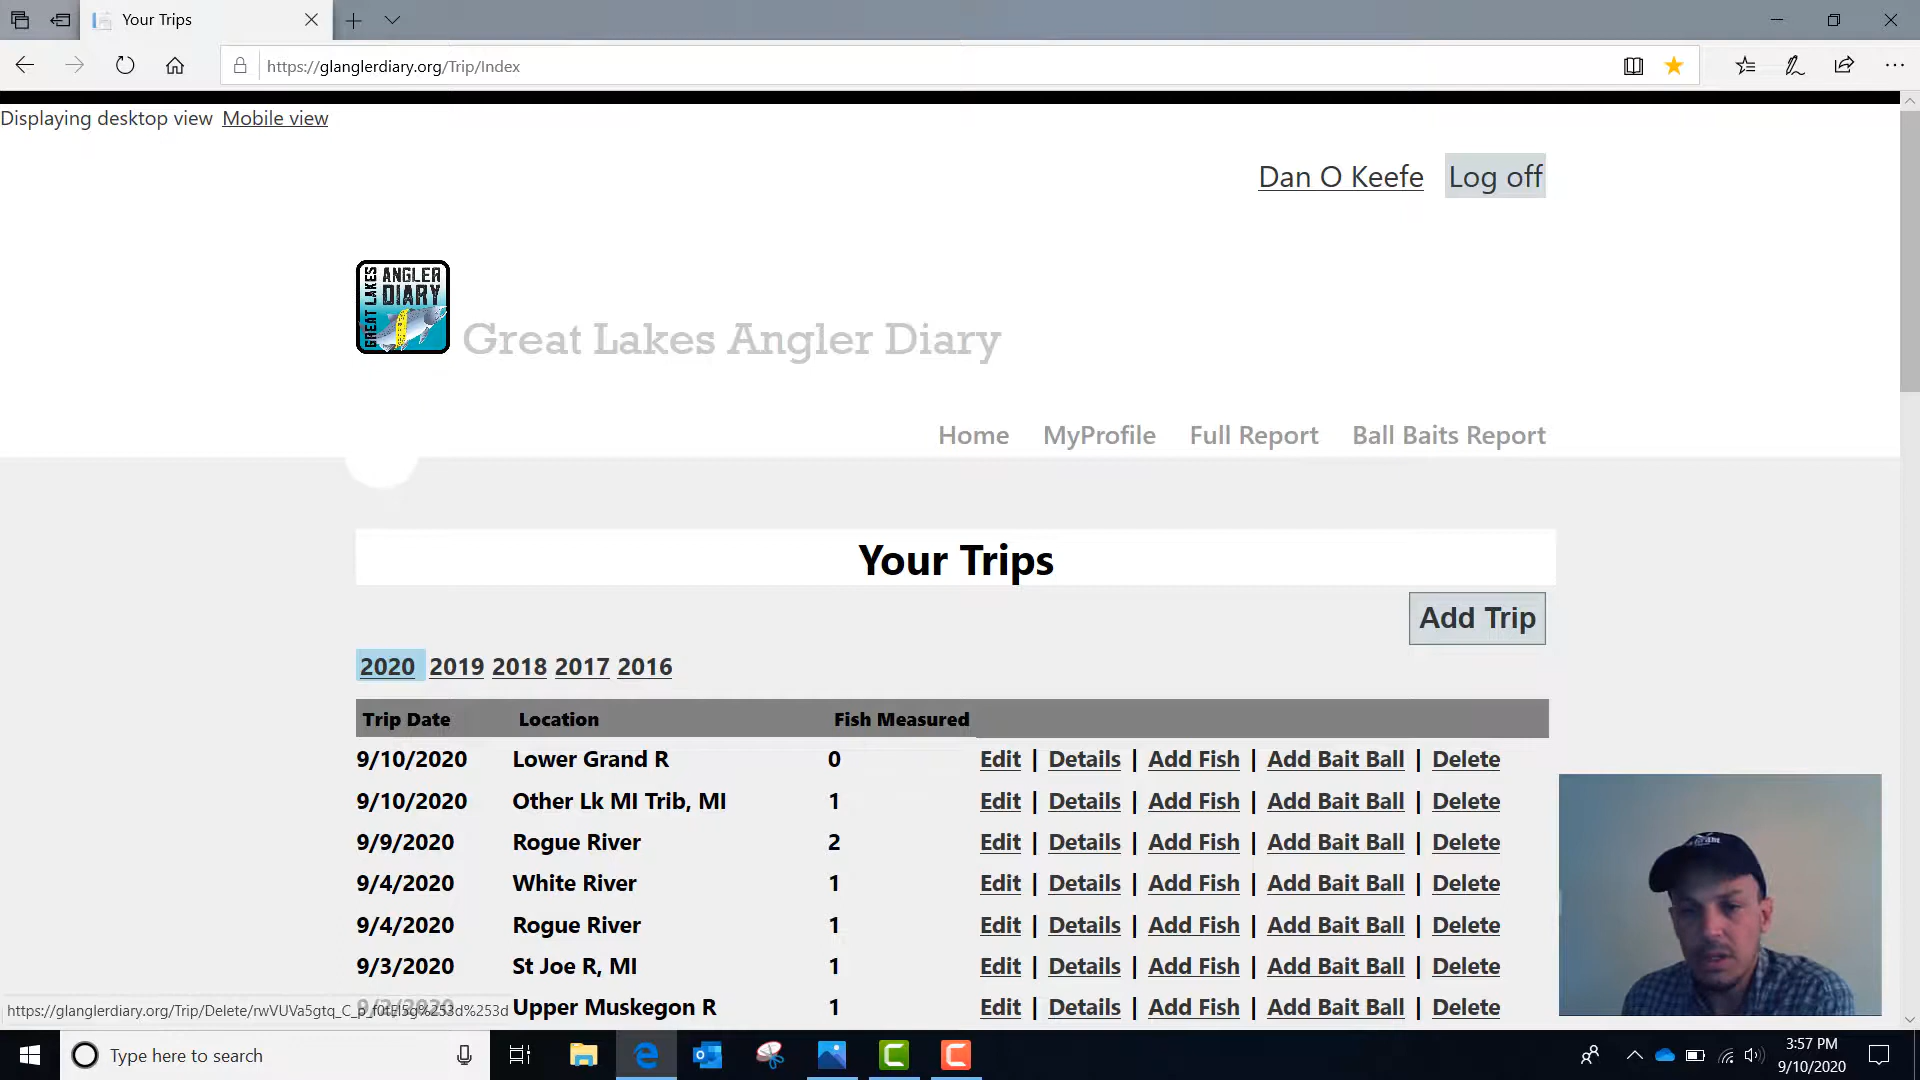 Your Trips
https://glanglerdiary.org/Trip/Index
Displaying desktop view Mobile view
Dan O Keefe Log off
GREAT LAKES ANGLER DIARY
Great Lakes Angler Diary
Home MyProfile Full Report Ball Baits Report
Your Trips
Add Trip
2020 2019 2018 2017 2016
Trip Date Location Fish Measured
9/10/2020 Lower Grand R 0 Edit | Details | Add Fish | Add Bait Ball | Delete
9/10/2020 Other Lk MI Trib, MI 1 Edit | Details | Add Fish | Add Bait Ball | Delete
9/9/2020 Rogue River 2 Edit | Details | Add Fish | Add Bait Ball | Delete
9/4/2020 White River 1 Edit | Details | Add Fish | Add Bait Ball | Delete
9/4/2020 Rogue River 1 Edit | Details | Add Fish | Add Bait Ball | Delete
9/3/2020 St Joe R, MI 1 Edit | Details | Add Fish | Add Bait Ball | Delete
Upper Muskegon R 1 Edit | Details | Add Fish | Add Bait Ball | Delete
Type here to search
3:57 PM
9/10/2020